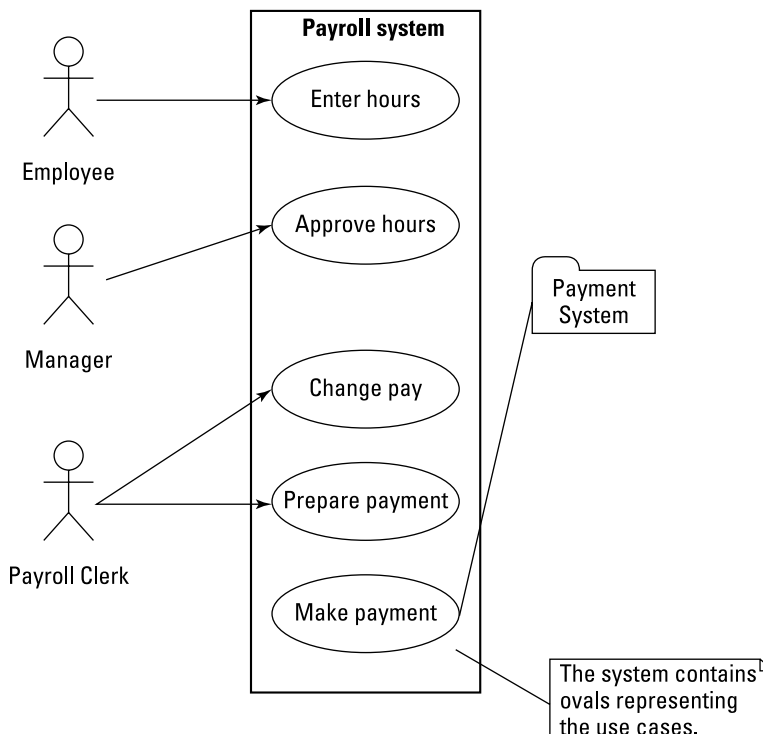 Payroll system
Enter hours
Employee
Approve hours
Manager
Payment
System
Change pay
Prepare payment
Payroll Clerk
Make payment
The system contains
ovals representing
the use cases.